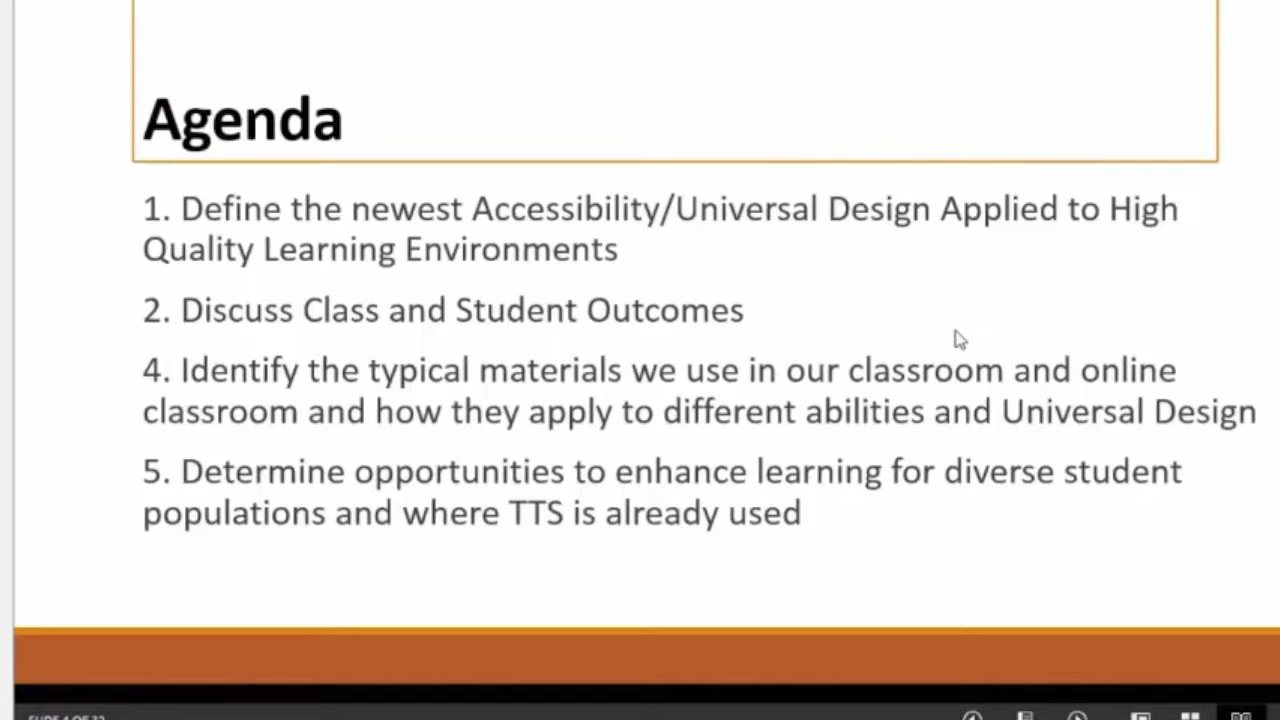 Agenda
1. Define the newest Accessibility/Universal Design Applied to High
Quality Learning Environments
2. Discuss Class and Student Outcomes
4. Identify the typical materials we use in our classroom and online
classroom and how they apply to different abilities and Universal Design
5. Determine opportunities to enhance learning for diverse student
populations and where TTS is already used